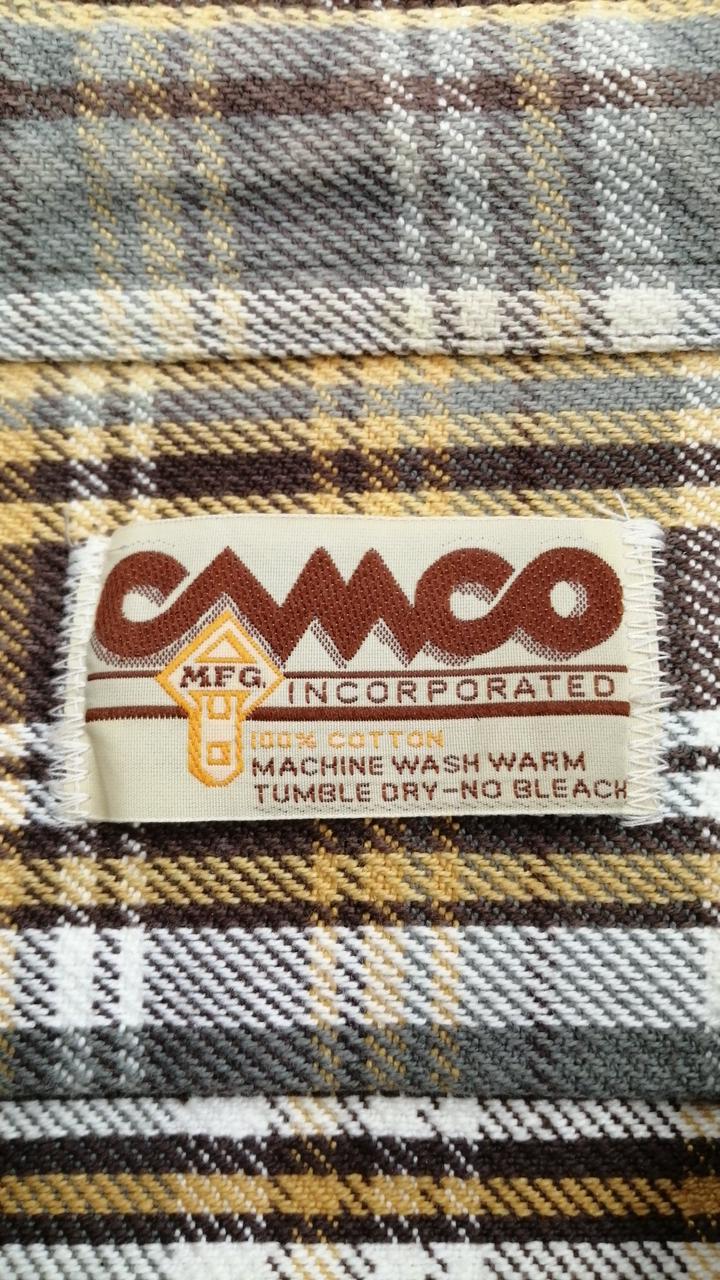 CAMCO
M.F.G.
INCORPORATED
100% COTTON
MACHINE WASH WARM
TUMBLE DRY-NO BLEACH